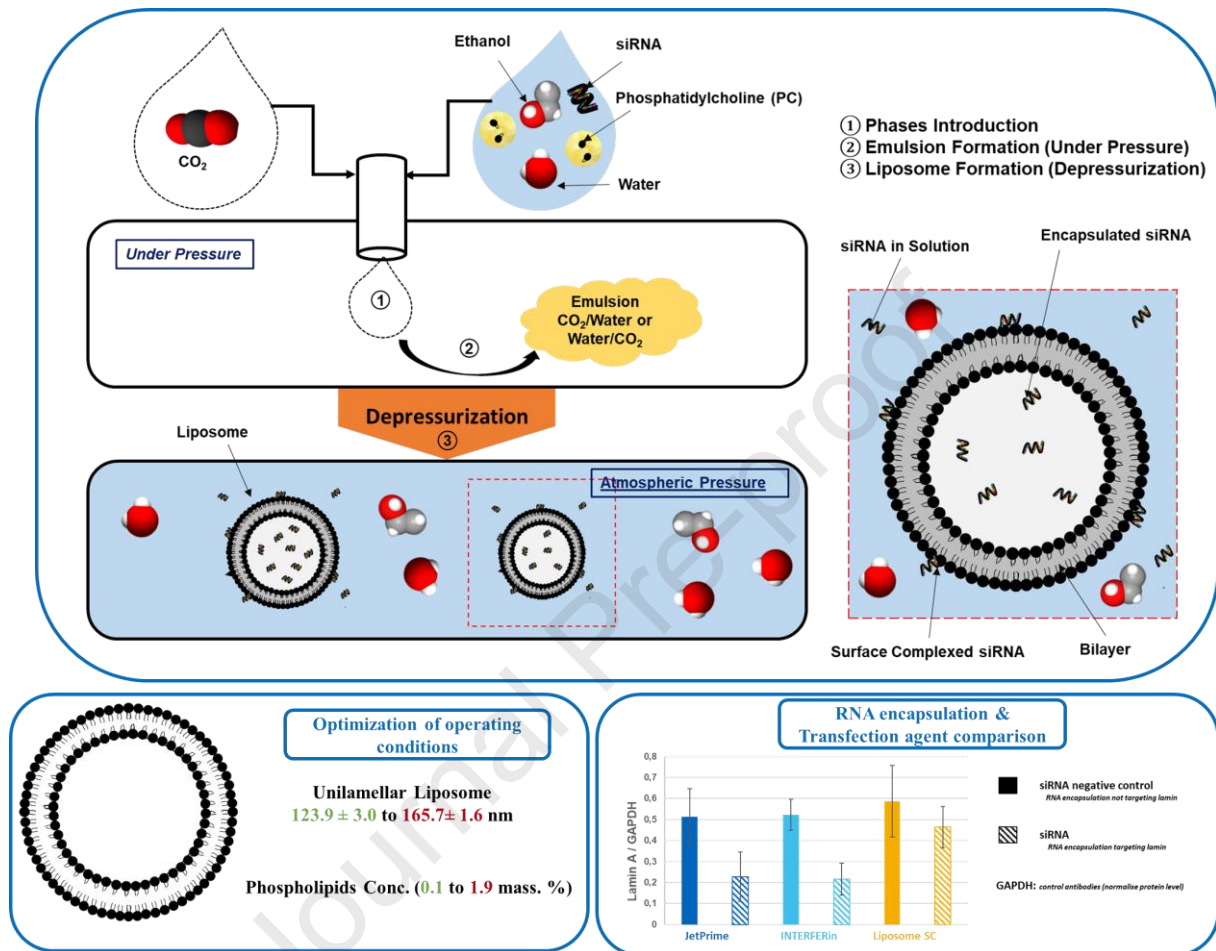 Ethanol
siRNA
Phosphatidylcholine (PC)
CO2
Water
① Phases Introduction
② Emulsion Formation (Under Pressure)
③ Liposome Formation (Depressurization)
Under Pressure
①
②
Emulsion
CO2/Water or
Water/CO2
siRNA in Solution
Encapsulated siRNA
Depressurization
③
Liposome
Atmospheric Pressure
Surface Complexed siRNA
Bilayer
Journal Pre-proof
Optimization of operating
conditions
Unilamellar Liposome
123.9 ± 3.0 to 165.7± 1.6 nm
Phospholipids Conc. (0.1 to 1.9 mass. %)
RNA encapsulation &
Transfection agent comparison
Lamin A / GAPDH
0,8
0,7
0,6
0,5
0,4
0,3
0,2
0,1
0
JetPrime
INTERFERin
Liposome SC
siRNA negative control
RNA encapsulation not targeting lamin
siRNA
RNA encapsulation targeting lamin
GAPDH: control antibodies (normalise protein level)